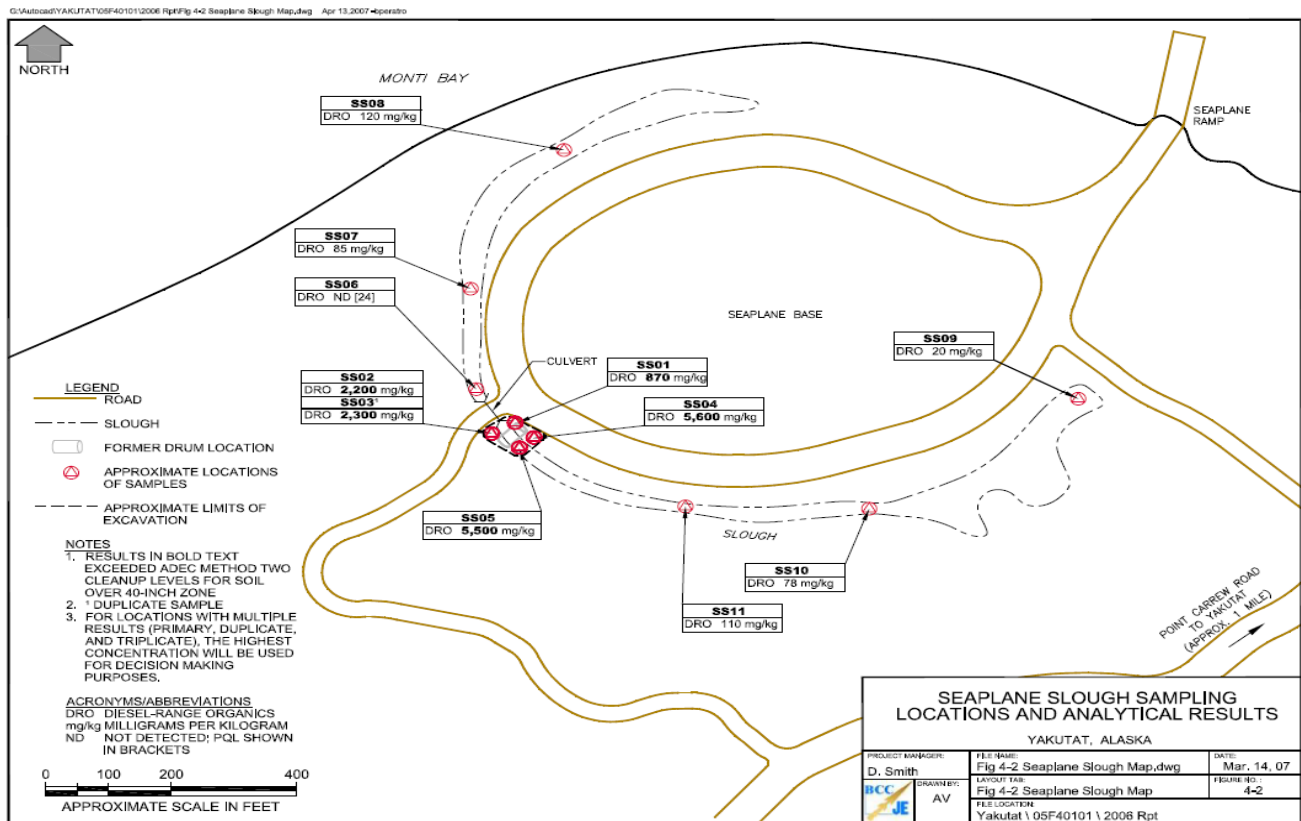 G:\Autocad\YAKUTAT\05F40101\2006 Rpt\Fig 4-2 Seaplane Slough Map.dwg Apr 13,2007 -operatro
NORTH
MONTI BAY
SS08
DRO 120 mg/kg
SEAPLANE
RAMP
SS07
DRO 85 mg/kg
SS06
DRO ND [24]
SEAPLANE BASE
SS09
DRO 20 mg/kg
CULVERT
SS01
DRO 870 mg/kg
SS02
DRO 2,200 mg/kg
SS03¹
DRO 2,300 mg/kg
SS04
DRO 5,600 mg/kg
SS05
DRO 5,500 mg/kg
SLOUGH
SS10
DRO 78 mg/kg
SS11
DRO 110 mg/kg
POINT CARREW ROAD
TO YAKUTAT
(APPROX. 1 MILE)
LEGEND
ROAD
SLOUGH
FORMER DRUM LOCATION
APPROXIMATE LOCATIONS
OF SAMPLES
APPROXIMATE LIMITS OF
EXCAVATION
NOTES
1. RESULTS IN BOLD TEXT
EXCEEDED ADEC METHOD TWO
CLEANUP LEVELS FOR SOIL
OVER 40-INCH ZONE
2. ¹ DUPLICATE SAMPLE
3. FOR LOCATIONS WITH MULTIPLE
RESULTS (PRIMARY, DUPLICATE,
AND TRIPLICATE), THE HIGHEST
CONCENTRATION WILL BE USED
FOR DECISION MAKING
PURPOSES.
ACRONYMS/ABBREVIATIONS
DRO DIESEL-RANGE ORGANICS
mg/kg MILLIGRAMS PER KILOGRAM
ND NOT DETECTED; PQL SHOWN
IN BRACKETS
0 100 200 400
APPROXIMATE SCALE IN FEET
SEAPLANE SLOUGH SAMPLING
LOCATIONS AND ANALYTICAL RESULTS
YAKUTAT, ALASKA
PROJECT MANAGER:
D. Smith
FILE NAME:
Fig 4-2 Seaplane Slough Map.dwg
DATE:
Mar. 14, 07
BCC
JE
DRAWN BY:
AV
LAYOUT TAB:
Fig 4-2 Seaplane Slough Map
FIGURE NO.:
4-2
FILE LOCATION:
Yakutat \ 05F40101 \ 2006 Rpt